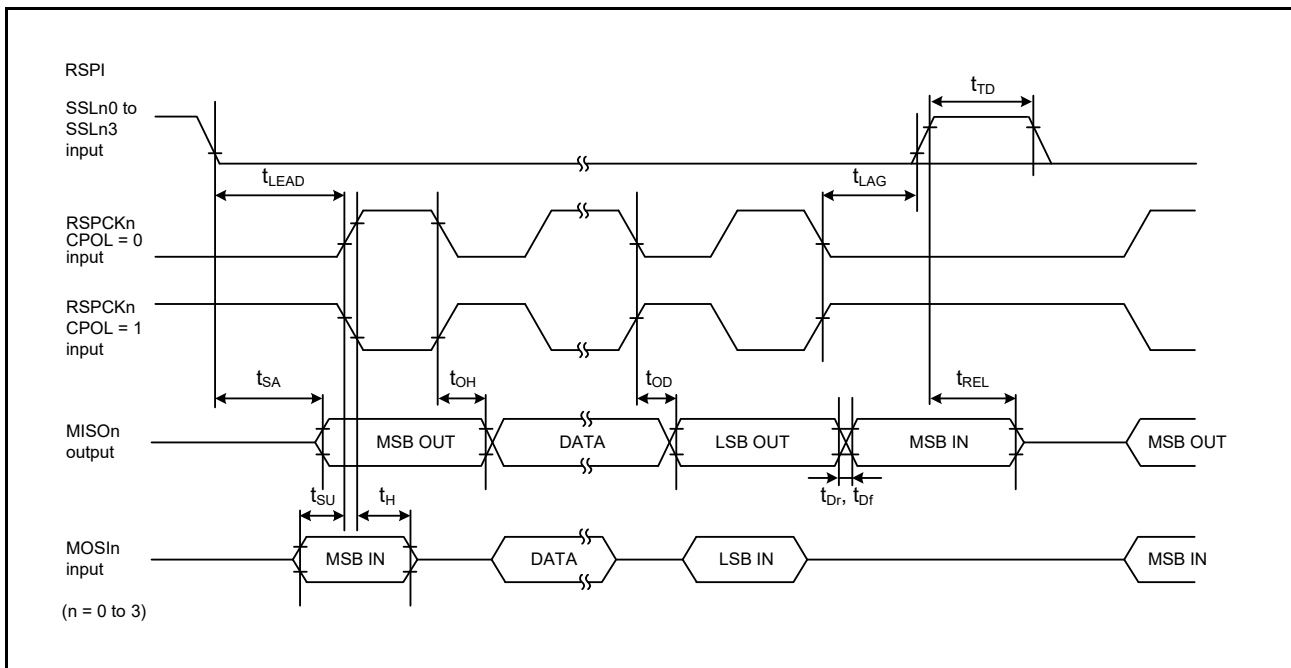 RSPI
SSLn0 to
SSLn3
input
tTD
tLEAD
tLAG
RSPCKn
CPOL = 0
input
RSPCKn
CPOL = 1
input
tSA
tOH
tOD
tREL
MISOn
output
MSB OUT
DATA
LSB OUT
MSB IN
MSB OUT
tSU
tH
tDr, tDf
MOSIn
input
MSB IN
DATA
LSB IN
MSB IN
(n = 0 to 3)